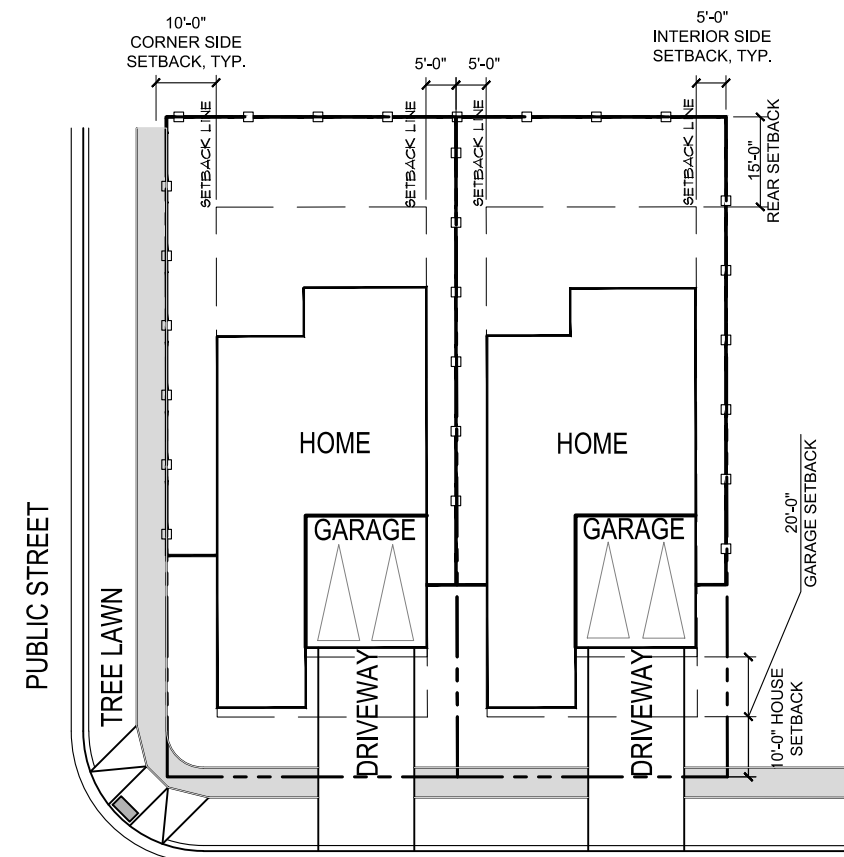 10'-0"
CORNER SIDE
SETBACK, TYP.
5'-0"
5'-0"
5'-0"
INTERIOR SIDE
SETBACK, TYP.
SETBACK LINE
SETBACK LINE
SETBACK LINE
SETBACK LINE
15'-0"
REAR SETBACK
HOME
HOME
GARAGE
GARAGE
20'-0"
GARAGE SETBACK
PUBLIC STREET
TREE LAWN
DRIVEWAY
DRIVEWAY
10'-0" HOUSE
SETBACK